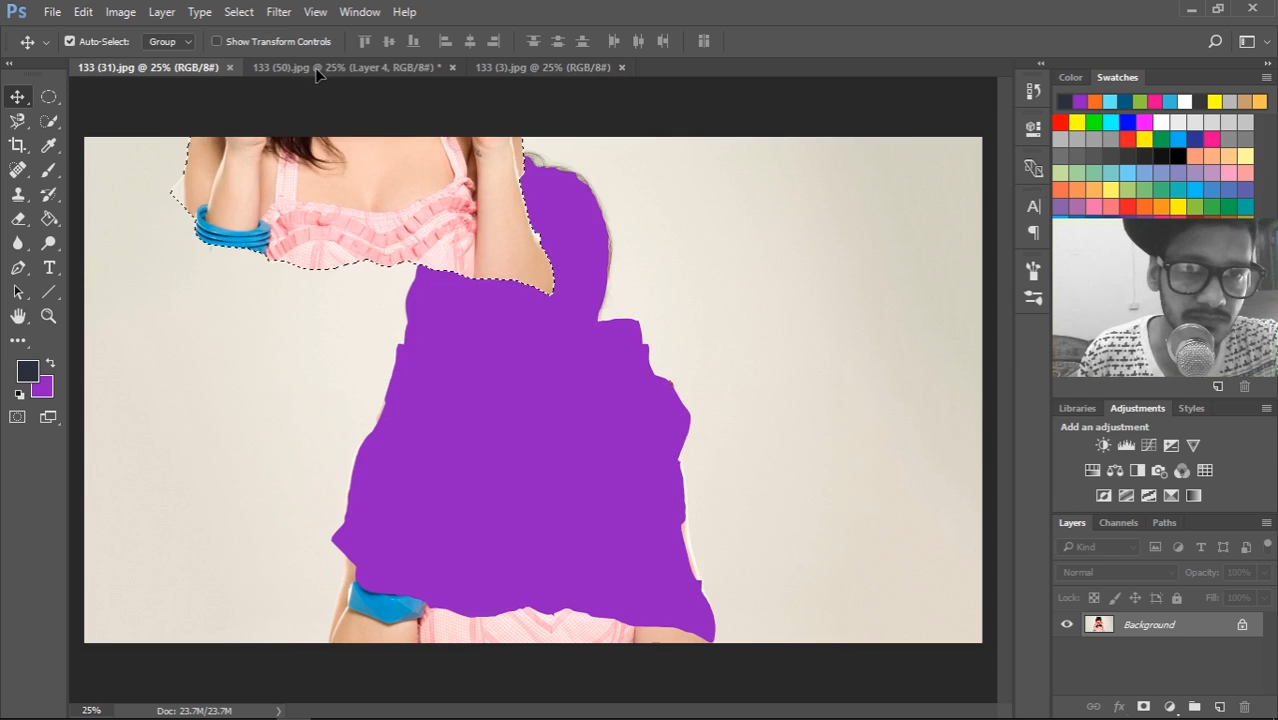 Ps File Edit Image Layer Type Select Filter View Window Help
Auto-Select: Group Show Transform Controls
133 (31).jpg @ 25% (RGB/8#) × 133 (50).jpg @ 25% (Layer 4, RGB/8#) * × 133 (3).jpg @ 25% (RGB/8#) ×
Color Swatches
Libraries Adjustments Styles
Add an adjustment
Layers Channels Paths
Kind
Normal Opacity: 100%
Lock: Fill: 100%
Background
25% Doc: 23.7M/23.7M